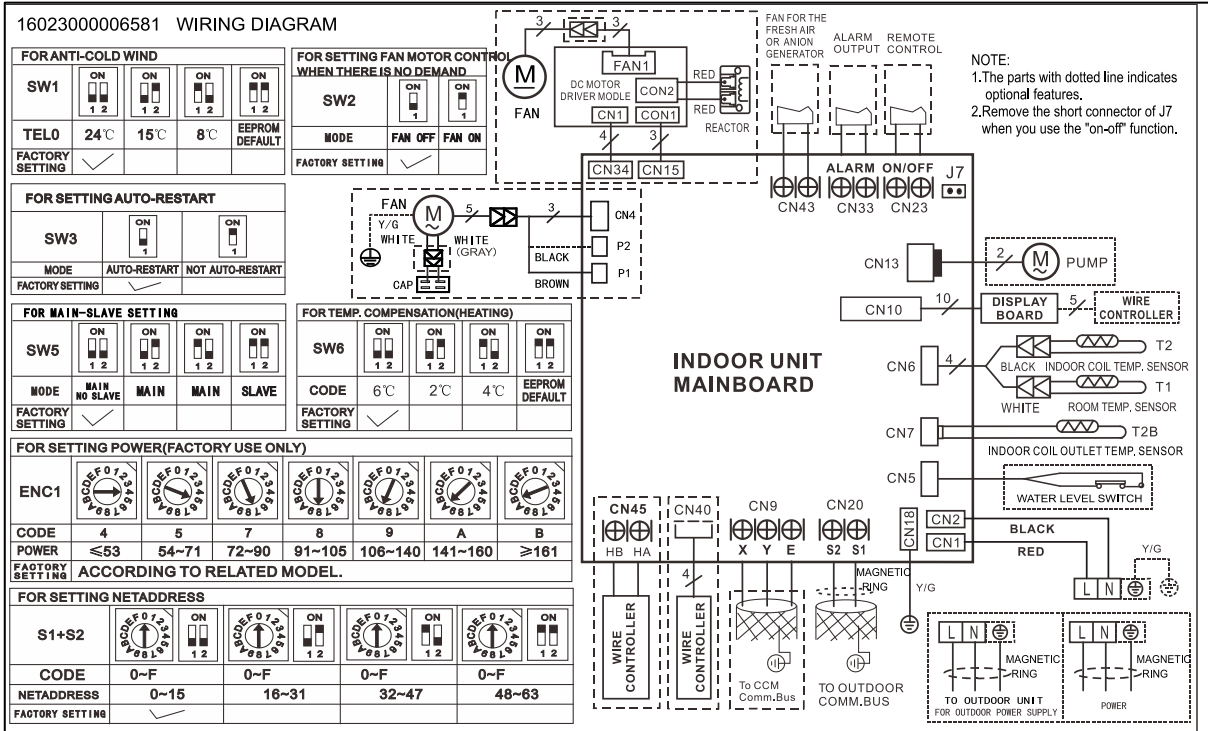 16023000006581 WIRING DIAGRAM
FOR ANTI-COLD WIND
SW1
ON
1 2
ON
1 2
ON
1 2
ON
1 2
TEL0 24℃ 15℃ 8℃ EEPROM DEFAULT
FACTORY SETTING
FOR SETTING FAN MOTOR CONTROL
WHEN THERE IS NO DEMAND
SW2
ON
1
ON
1
MODE FAN OFF FAN ON
FACTORY SETTING
FOR SETTING AUTO-RESTART
SW3
ON
1
ON
1
MODE AUTO-RESTART NOT AUTO-RESTART
FACTORY SETTING
FOR MAIN-SLAVE SETTING
SW5
ON
1 2
ON
1 2
ON
1 2
ON
1 2
MODE MAIN NO SLAVE MAIN MAIN SLAVE
FACTORY SETTING
FOR TEMP. COMPENSATION(HEATING)
SW6
ON
1 2
ON
1 2
ON
1 2
ON
1 2
CODE 6℃ 2℃ 4℃ EEPROM DEFAULT
FACTORY SETTING
FOR SETTING POWER(FACTORY USE ONLY)
ENC1
0123456789ABCDEF
0123456789ABCDEF
0123456789ABCDEF
0123456789ABCDEF
0123456789ABCDEF
0123456789ABCDEF
0123456789ABCDEF
CODE 4 5 7 8 9 A B
POWER ≤53 54~71 72~90 91~105 106~140 141~160 ≥161
FACTORY SETTING ACCORDING TO RELATED MODEL.
FOR SETTING NETADDRESS
S1+S2
0123456789ABCDEF
ON
1 2
0123456789ABCDEF
ON
1 2
0123456789ABCDEF
ON
1 2
0123456789ABCDEF
ON
1 2
CODE 0~F 0~F 0~F 0~F
NETADDRESS 0~15 16~31 32~47 48~63
FACTORY SETTING
3
3
M
FAN
FAN1
DC MOTOR
DRIVER MODLE
CON2
CN1 CON1
RED
RED
REACTOR
4
3
CN34 CN15
FAN
M
Y/G
5
3
WHITE
WHITE
(GRAY)
CAP
CN4
P2
BLACK
P1
BROWN
FAN FOR THE
FRESH AIR
OR ANION
GENERATOR
ALARM
OUTPUT
REMOTE
CONTROL
ALARM ON/OFF J7
CN43 CN33 CN23
NOTE:
1.The parts with dotted line indicates
optional features.
2.Remove the short connector of J7
when you use the "on-off" function.
CN13
2
M
PUMP
CN10
10
DISPLAY
BOARD
5
WIRE
CONTROLLER
INDOOR UNIT
MAINBOARD
CN6
4
T2
BLACK INDOOR COIL TEMP. SENSOR
T1
WHITE ROOM TEMP. SENSOR
CN7
T2B
INDOOR COIL OUTLET TEMP. SENSOR
CN5
WATER LEVEL SWITCH
CN45
HB HA
WIRE
CONTROLLER
CN40
4
WIRE
CONTROLLER
CN9
X Y E
To CCM
Comm.Bus
CN20
S2 S1
MAGNETIC
RING
TO OUTDOOR
COMM.BUS
CN18
Y/G
CN2
BLACK
CN1
RED
L N
Y/G
L N
MAGNETIC
RING
TO OUTDOOR UNIT
FOR OUTDOOR POWER SUPPLY
L N
MAGNETIC
RING
POWER